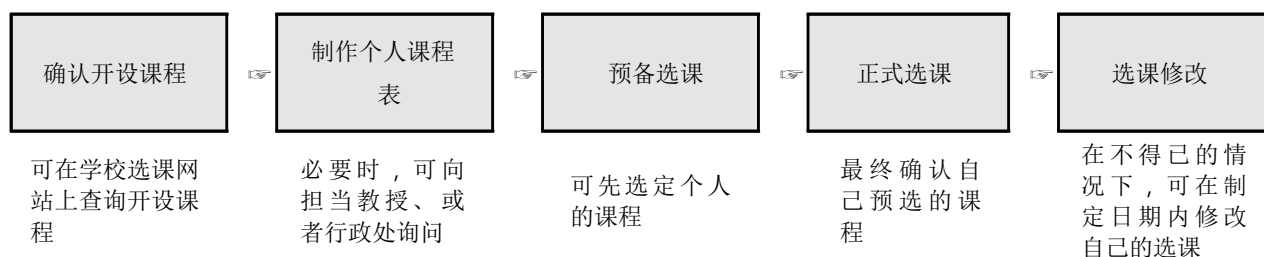 确认开设课程
☞
制作个人课程
表
☞
预备选课
☞
正式选课
☞
选课修改
可在学校选课网
站上查询开设课
程
必要时，可向
担当教授、或
者行政处询问
可先选定个人
的课程
最终确认自
己预选的课
程
在不得已的情
况下，可在制
定日期内修改
自己的选课